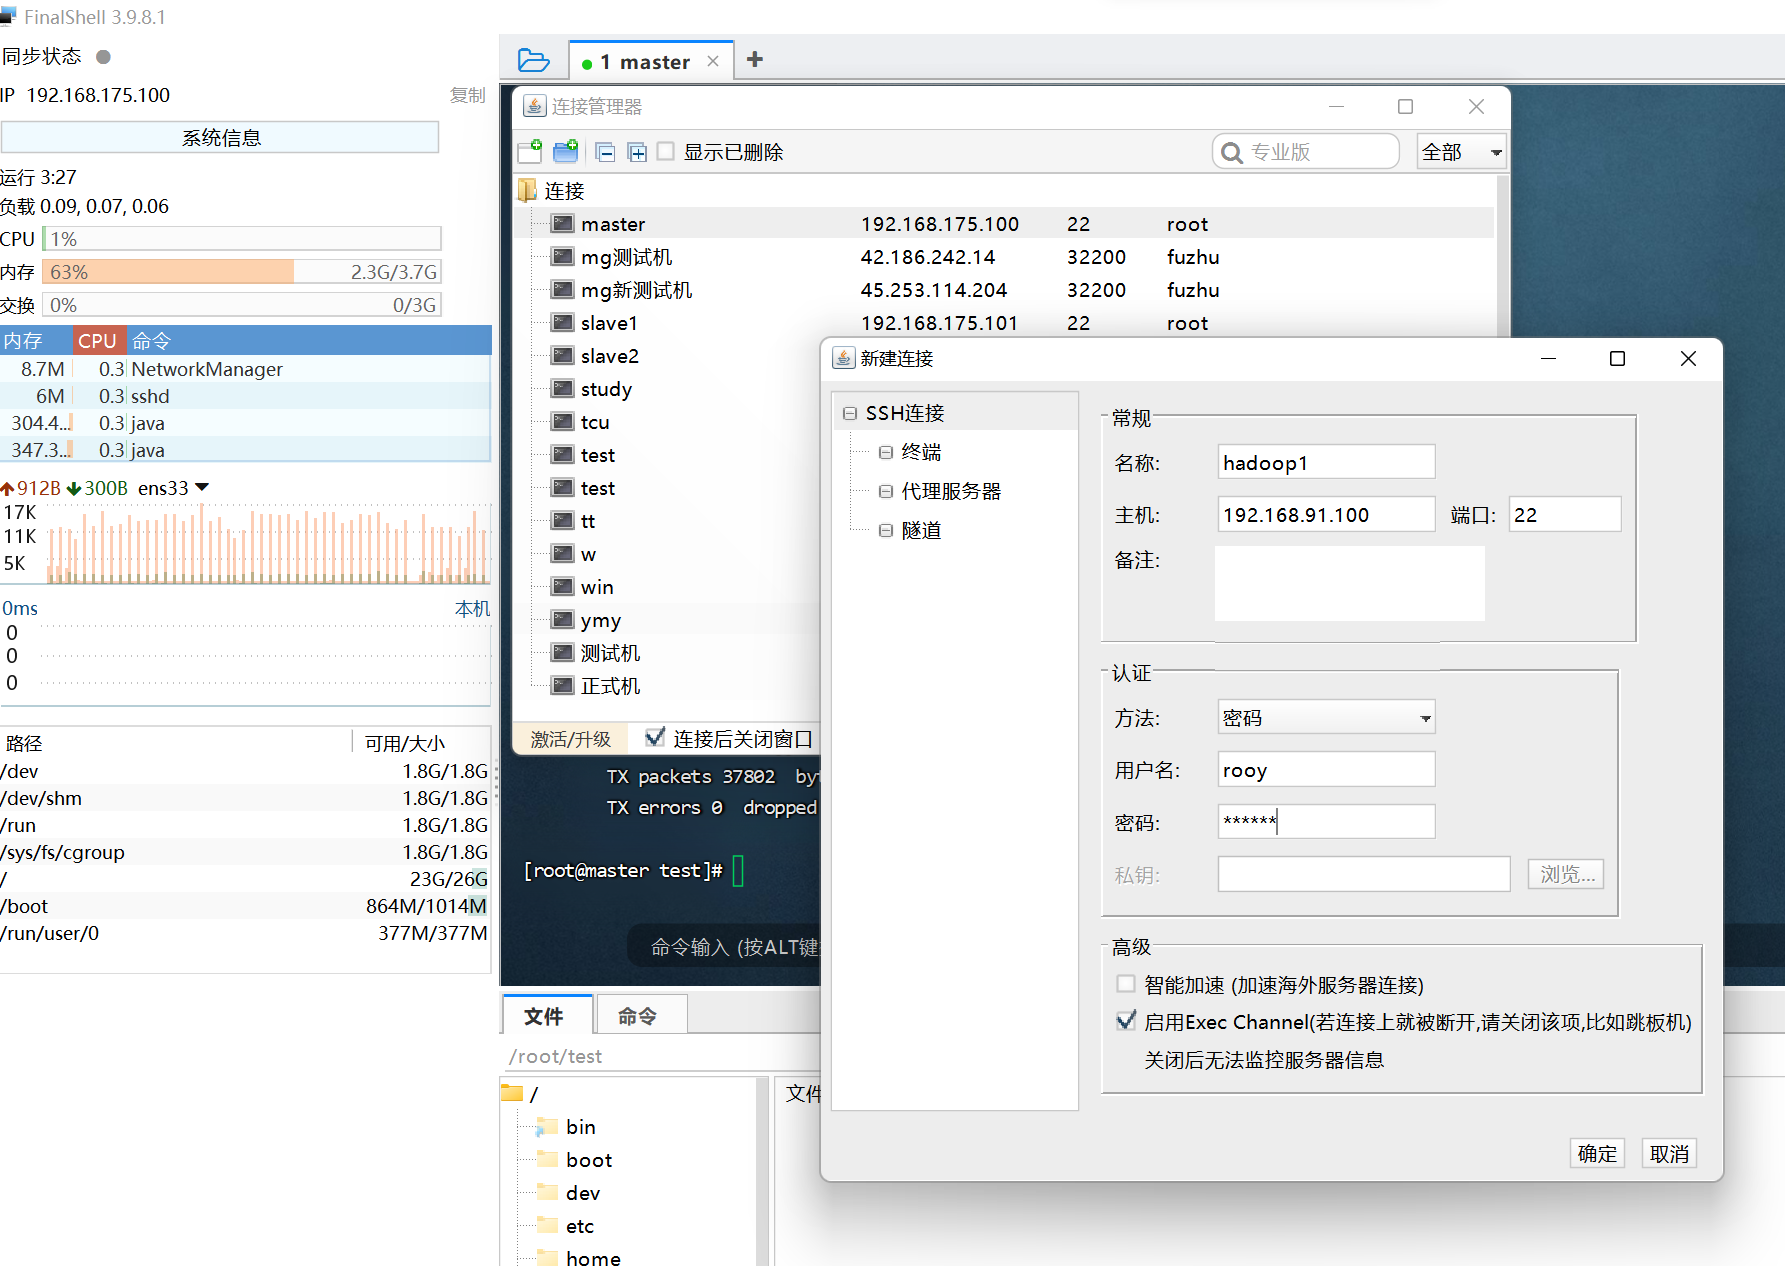 FinalShell 3.9.8.1
同步状态
IP 192.168.175.100 复制
系统信息
运行 3:27
负载 0.09, 0.07, 0.06
CPU 1%
内存 63% 2.3G/3.7G
交换 0% 0/3G
内存 CPU 命令
8.7M 0.3 NetworkManager
6M 0.3 sshd
304.4... 0.3 java
347.3... 0.3 java
912B 300B ens33
17K
11K
5K
0ms 本机
0
0
0
路径 可用/大小
/dev 1.8G/1.8G
/dev/shm 1.8G/1.8G
/run 1.8G/1.8G
/sys/fs/cgroup 1.8G/1.8G
/ 23G/26G
/boot 864M/1014M
/run/user/0 377M/377M
1 master
连接管理器
显示已删除 专业版 全部
连接
master 192.168.175.100 22 root
mg测试机 42.186.242.14 32200 fuzhu
mg新测试机 45.253.114.204 32200 fuzhu
slave1 192.168.175.101 22 root
slave2
study
tcu
test
test
tt
w
win
ymy
测试机
正式机
激活/升级 连接后关闭窗口
TX packets 37802 byt
TX errors 0 dropped
[root@master test]#
命令输入 (按ALT键
文件 命令
/root/test
/ 文件
bin
boot
dev
etc
home
新建连接
SSH连接
终端
代理服务器
隧道
常规
名称: hadoop1
主机: 192.168.91.100 端口: 22
备注:
认证
方法: 密码
用户名: rooy
密码: ******
私钥: 浏览...
高级
智能加速 (加速海外服务器连接)
启用Exec Channel(若连接上就被断开,请关闭该项,比如跳板机)
关闭后无法监控服务器信息
确定 取消